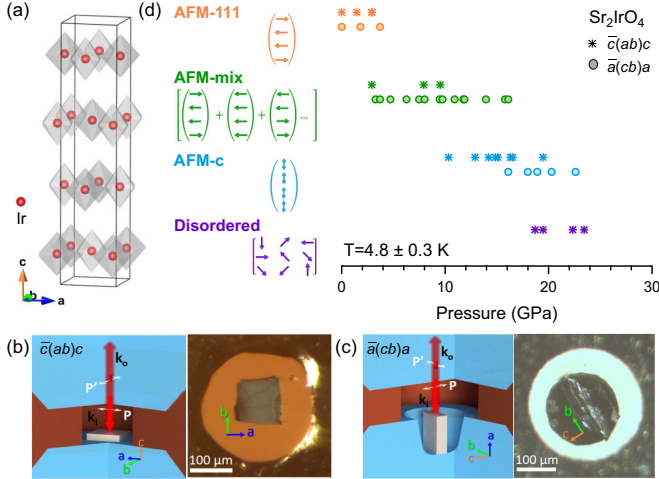 (a)
Ir
c
b
a
(d)
AFM-111
AFM-mix
+ + ...
AFM-c
Disordered
Sr₂IrO₄
c̅(ab)c
a̅(cb)a
T=4.8 ± 0.3 K
0 10 20 30
Pressure (GPa)
(b)
c̅(ab)c
kₒ
P'
P
kᵢ
c
a
b
b
a
100 μm
(c)
a̅(cb)a
kₒ
P'
P
kᵢ
a
b
c
b
c
100 μm